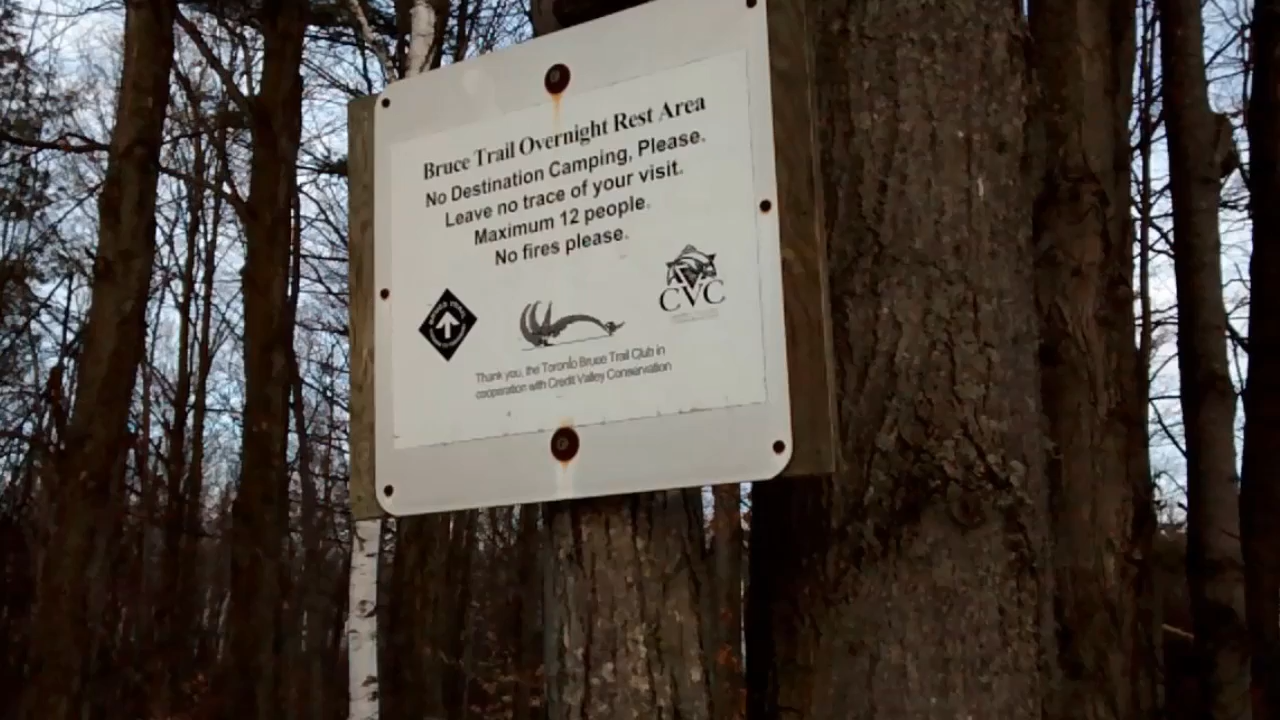 Bruce Trail Overnight Rest Area
No Destination Camping, Please.
Leave no trace of your visit.
Maximum 12 people.
No fires please.
CVC
Thank you, the Toronto Bruce Trail Club in
cooperation with Credit Valley Conservation